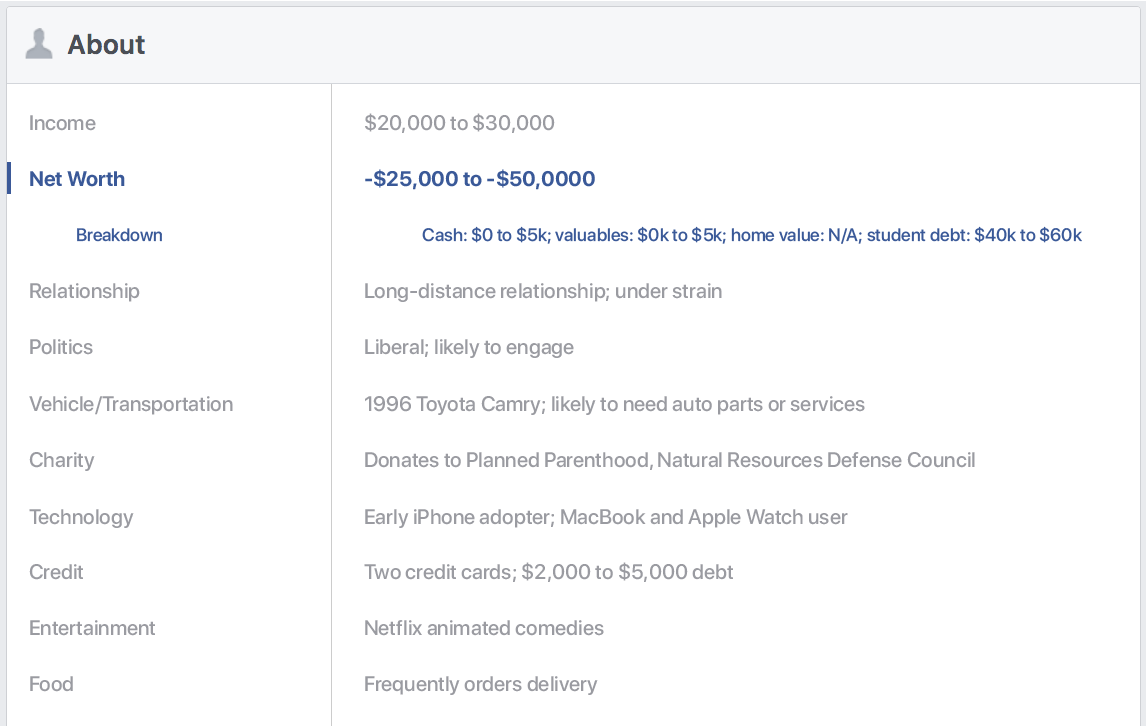 About
Income $20,000 to $30,000
Net Worth -$25,000 to -$50,0000
Breakdown Cash: $0 to $5k; valuables: $0k to $5k; home value: N/A; student debt: $40k to $60k
Relationship Long-distance relationship; under strain
Politics Liberal; likely to engage
Vehicle/Transportation 1996 Toyota Camry; likely to need auto parts or services
Charity Donates to Planned Parenthood, Natural Resources Defense Council
Technology Early iPhone adopter; MacBook and Apple Watch user
Credit Two credit cards; $2,000 to $5,000 debt
Entertainment Netflix animated comedies
Food Frequently orders delivery